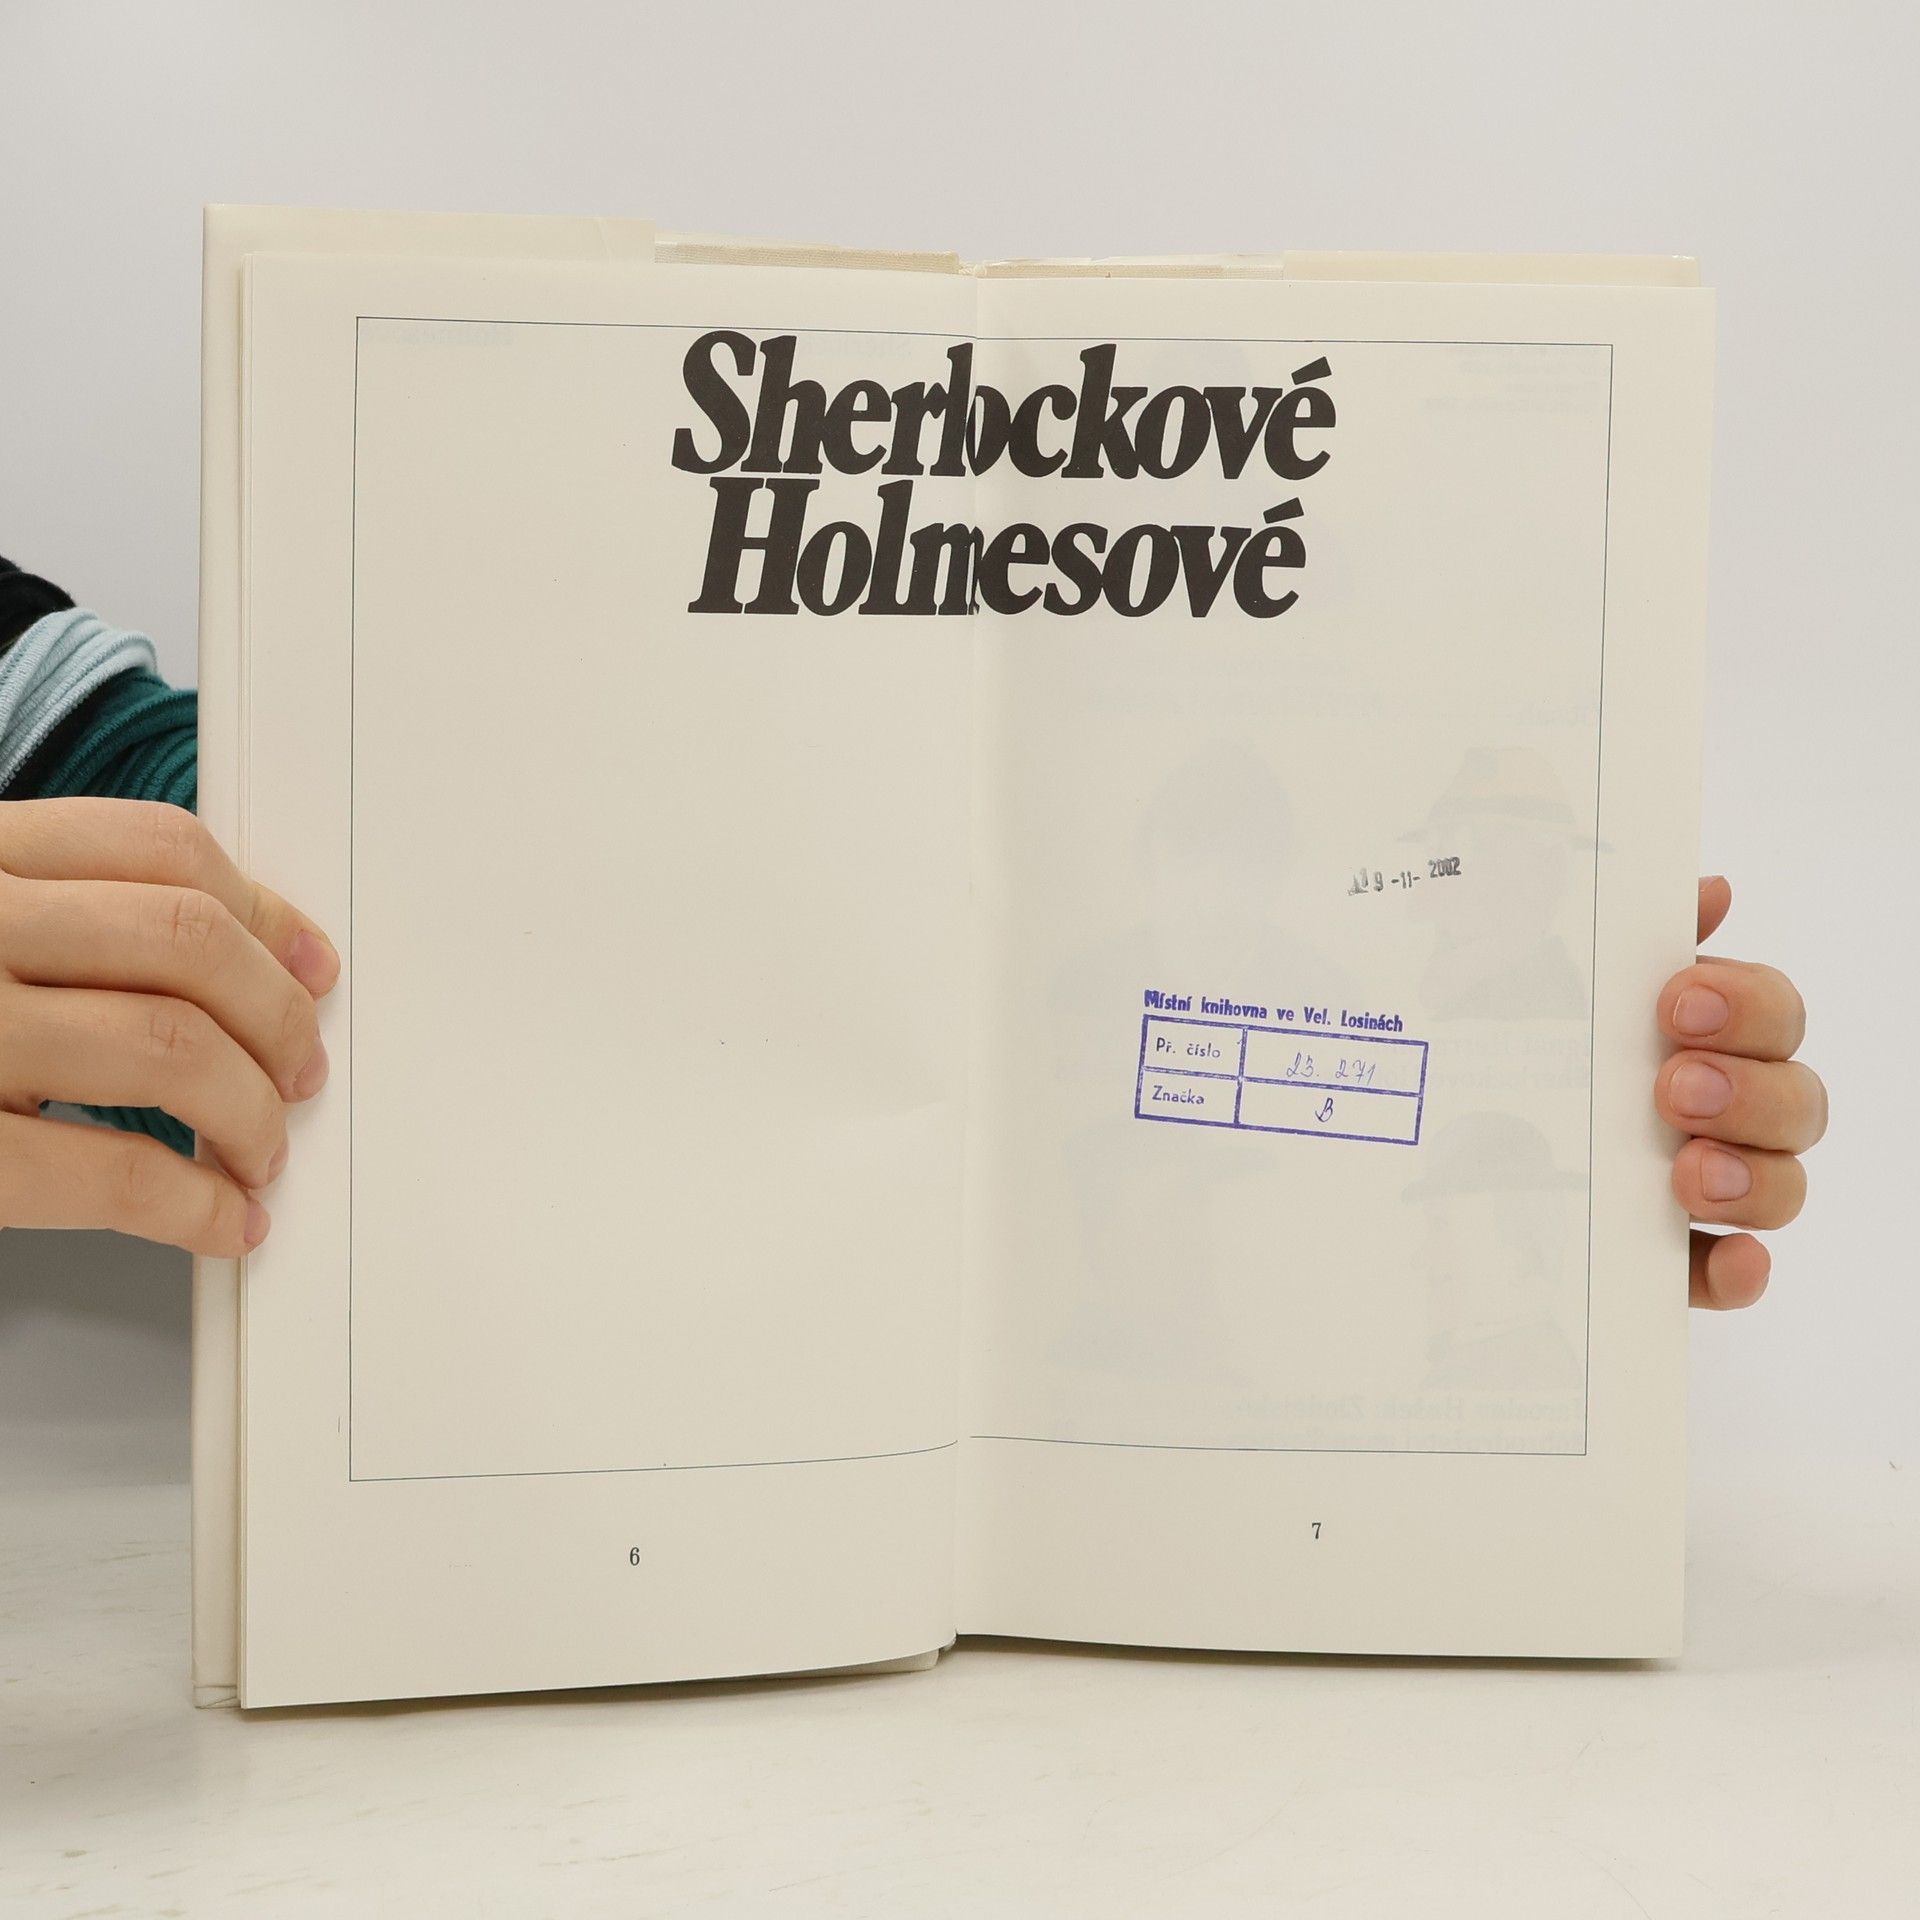 Sherlockové
Holmesové
19 -11- 2002
Místní knihovna ve Vel. Losinách
Př. číslo 23. 271
Značka B
6
7